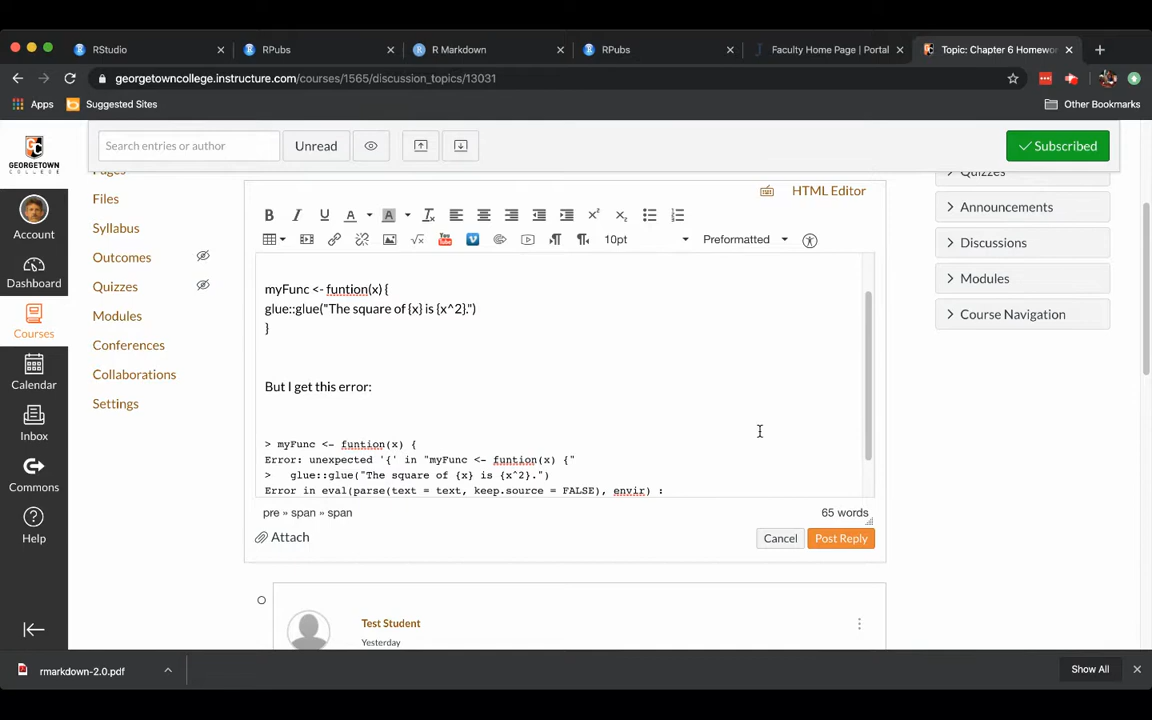 RStudio
RPubs
R Markdown
RPubs
Faculty Home Page | Portal
Topic: Chapter 6 Homewor
georgetowncollege.instructure.com/courses/1565/discussion_topics/13031
Apps
Suggested Sites
Other Bookmarks
GEORGETOWN
COLLEGE
Search entries or author
Unread
Subscribed
Pages
Files
Syllabus
Outcomes
Quizzes
Modules
Conferences
Collaborations
Settings
Account
Dashboard
Courses
Calendar
Inbox
Commons
Help
HTML Editor
10pt
Preformatted
myFunc <- funtion(x) {
glue::glue("The square of {x} is {x^2}.")
}
But I get this error:
> myFunc <- funtion(x) {
Error: unexpected '{' in "myFunc <- funtion(x) {"
>   glue::glue("The square of {x} is {x^2}.")
Error in eval(parse(text = text, keep.source = FALSE), envir) :
pre » span » span
65 words
Attach
Cancel
Post Reply
Test Student
Yesterday
Quizzes
Announcements
Discussions
Modules
Course Navigation
rmarkdown-2.0.pdf
Show All